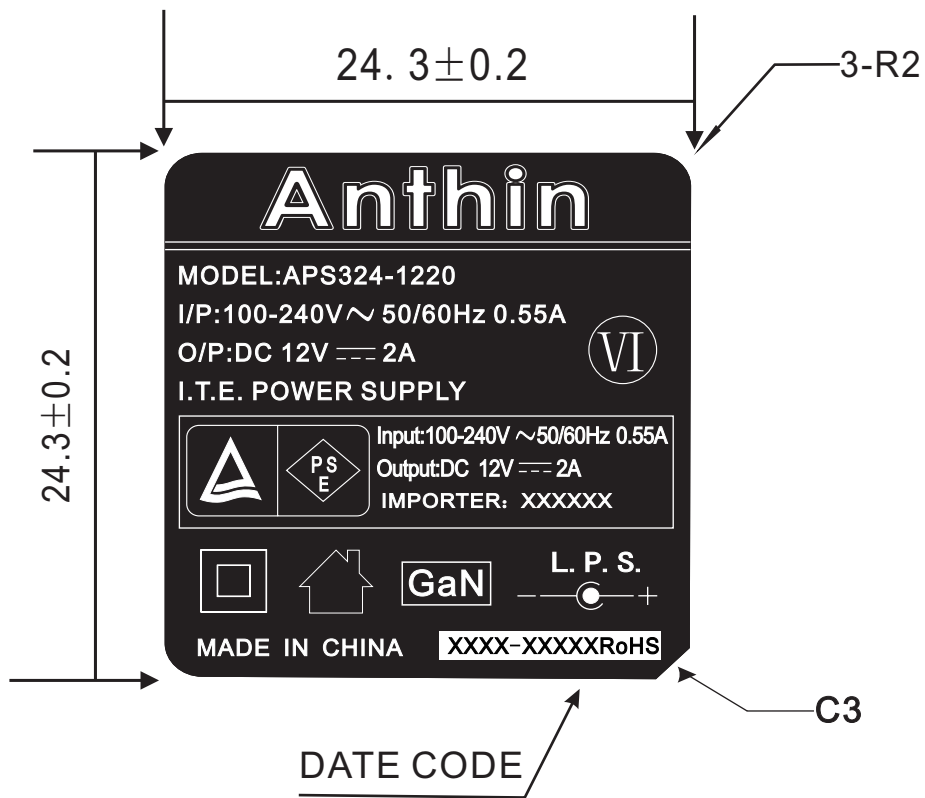 24. 3±0.2
3-R2
24.3±0.2
Anthin
MODEL:APS324-1220
I/P:100-240V～ 50/60Hz 0.55A
O/P:DC 12V ⎓ 2A
VI
I.T.E. POWER SUPPLY
Input:100-240V ～50/60Hz 0.55A
PS
E
Output:DC 12V ⎓ 2A
IMPORTER: XXXXXX
L. P. S.
GaN
- +
MADE IN CHINA
XXXX-XXXXXRoHS
C3
DATE CODE